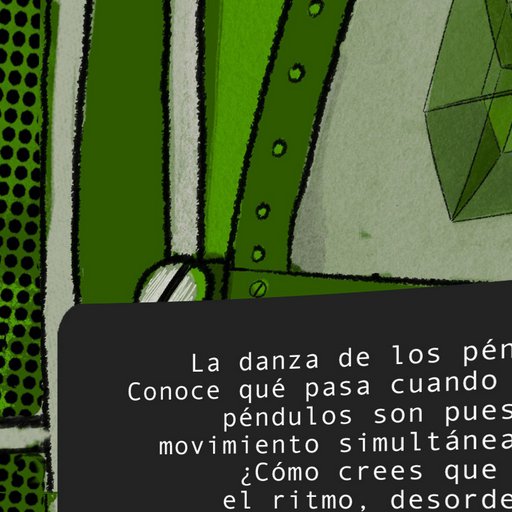 La danza de los pén
Conoce qué pasa cuando
péndulos son pues
movimiento simultánea
¿Cómo crees que
el ritmo, desorde